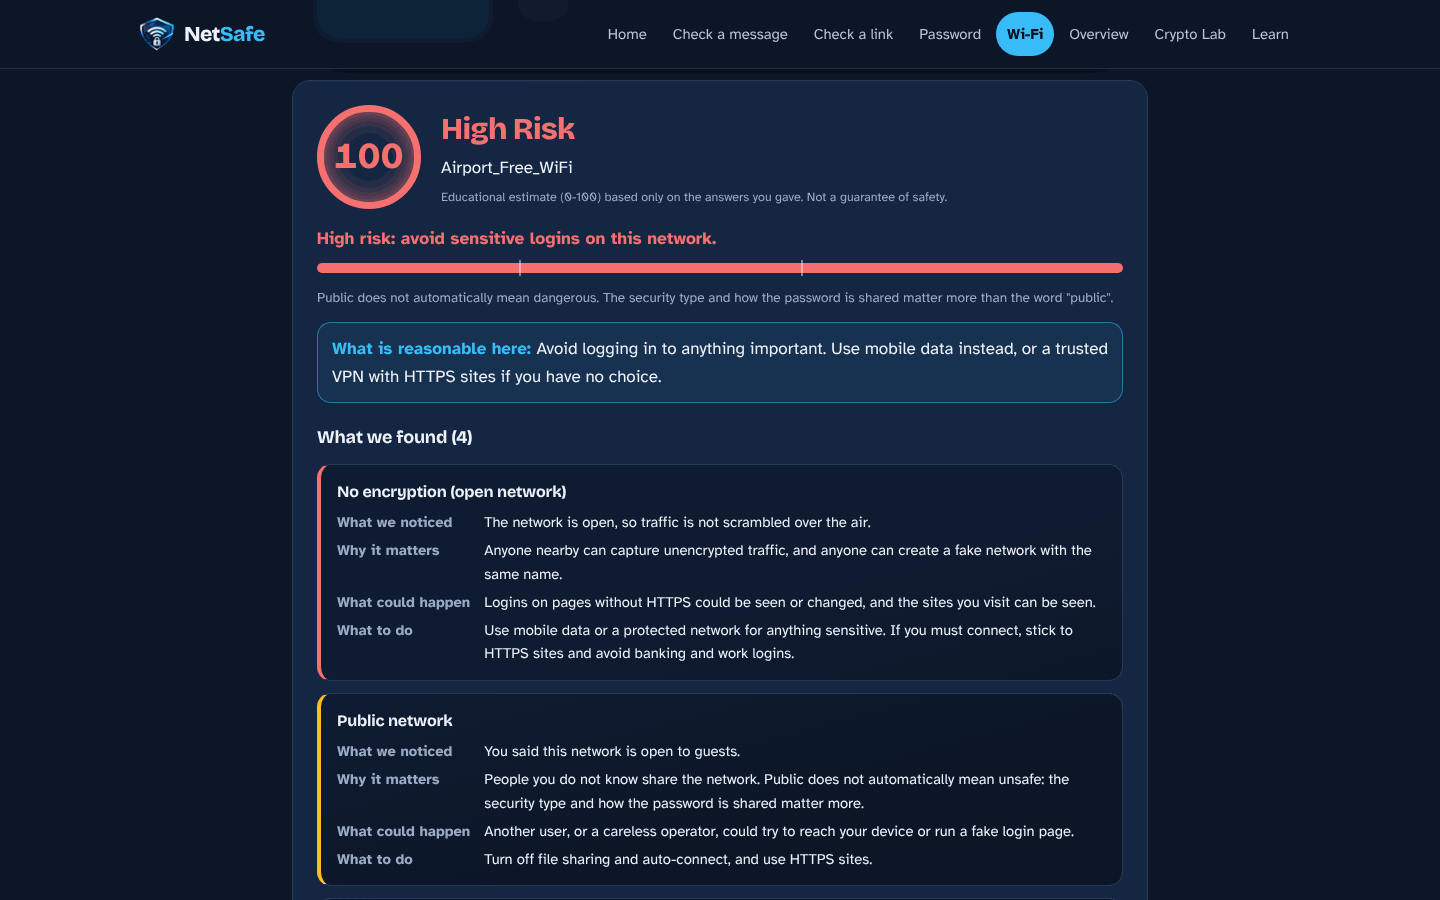 NetSafe
Home Check a message Check a link Password Wi-Fi Overview Crypto Lab Learn
100
High Risk
Airport_Free_WiFi
Educational estimate (0-100) based only on the answers you gave. Not a guarantee of safety.
High risk: avoid sensitive logins on this network.
Public does not automatically mean dangerous. The security type and how the password is shared matter more than the word "public".
What is reasonable here: Avoid logging in to anything important. Use mobile data instead, or a trusted
VPN with HTTPS sites if you have no choice.
What we found (4)
No encryption (open network)
What we noticed The network is open, so traffic is not scrambled over the air.
Why it matters Anyone nearby can capture unencrypted traffic, and anyone can create a fake network with the
same name.
What could happen Logins on pages without HTTPS could be seen or changed, and the sites you visit can be seen.
What to do Use mobile data or a protected network for anything sensitive. If you must connect, stick to
HTTPS sites and avoid banking and work logins.
Public network
What we noticed You said this network is open to guests.
Why it matters People you do not know share the network. Public does not automatically mean unsafe: the
security type and how the password is shared matter more.
What could happen Another user, or a careless operator, could try to reach your device or run a fake login page.
What to do Turn off file sharing and auto-connect, and use HTTPS sites.